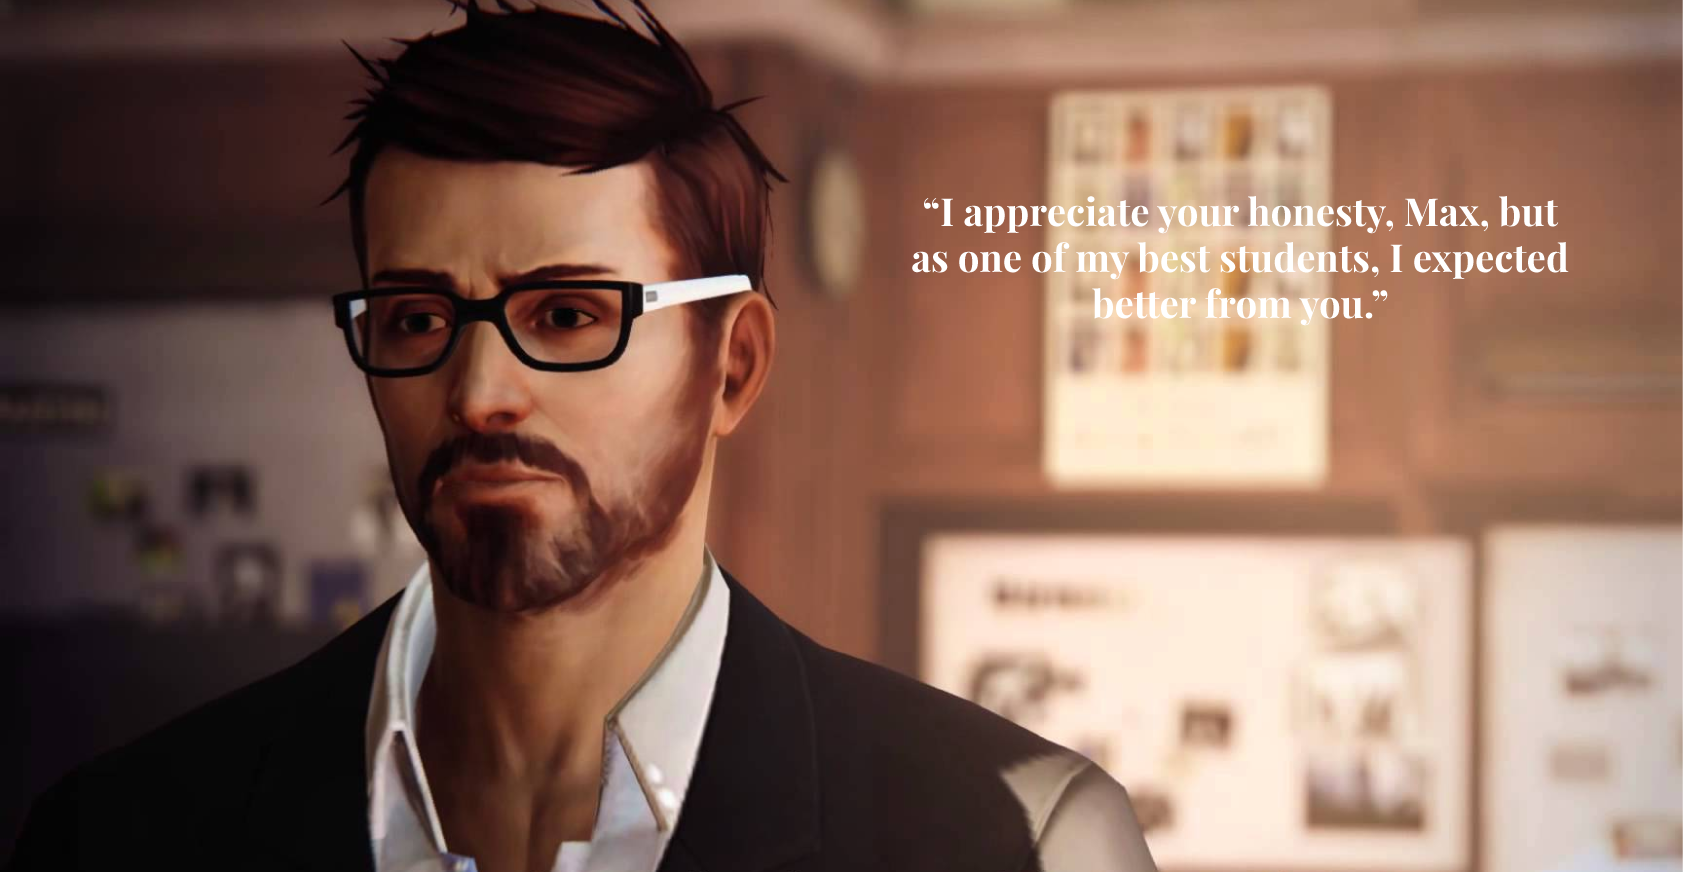 “I appreciate your honesty, Max, but
as one of my best students, I expected
better from you.”